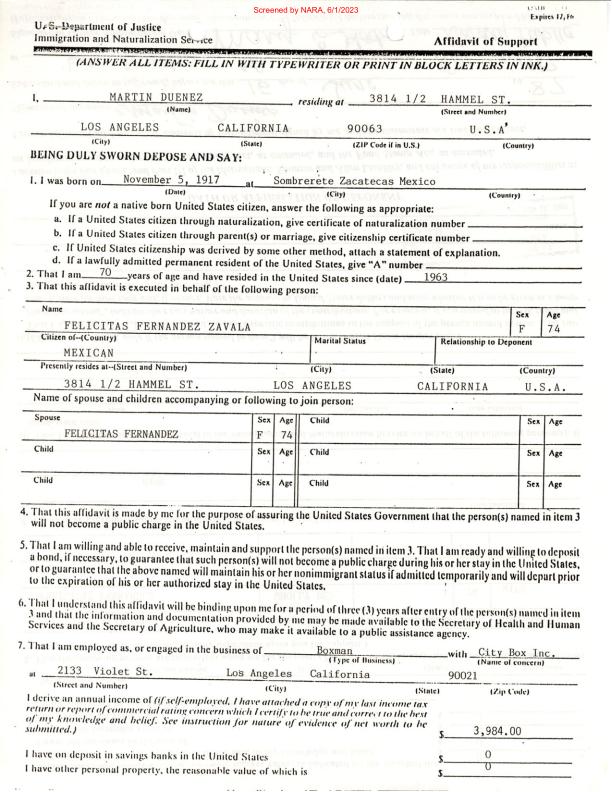 Screened by NARA, 6/1/2023
Expires 12,
U.S. Department of Justice
Immigration and Naturalization Service
Affidavit of Support
(ANSWER ALL ITEMS: FILL IN WITH TYPEWRITER OR PRINT IN BLOCK LETTERS IN INK.)
I, MARTIN DUENEZ residing at 3814 1/2 HAMMEL ST.
(Name) (Street and Number)
LOS ANGELES CALIFORNIA 90063 U.S.A'
(City) (State) (ZIP Code if in U.S.) (Country)
BEING DULY SWORN DEPOSE AND SAY:
1. I was born on November 5, 1917 at Sombrerete Zacatecas Mexico
(Date) (City) (Country)
If you are not a native born United States citizen, answer the following as appropriate:
a. If a United States citizen through naturalization, give certificate of naturalization number
b. If a United States citizen through parent(s) or marriage, give citizenship certificate number
c. If United States citizenship was derived by some other method, attach a statement of explanation.
d. If a lawfully admitted permanent resident of the United States, give "A" number
2. That I am 70 years of age and have resided in the United States since (date) 1963
3. That this affidavit is executed in behalf of the following person:
Name Sex Age
FELICITAS FERNANDEZ ZAVALA F 74
Citizen of--(Country) Marital Status Relationship to Deponent
MEXICAN
Presently resides at--(Street and Number) (City) (State) (Country)
3814 1/2 HAMMEL ST. LOS ANGELES CALIFORNIA U.S.A.
Name of spouse and children accompanying or following to join person:
Spouse Sex Age Child Sex Age
FELICITAS FERNANDEZ F 74
Child Sex Age Child Sex Age
Child Sex Age Child Sex Age
4. That this affidavit is made by me for the purpose of assuring the United States Government that the person(s) named in item 3
will not become a public charge in the United States.
5. That I am willing and able to receive, maintain and support the person(s) named in item 3. That I am ready and willing to deposit
a bond, if necessary, to guarantee that such person(s) will not become a public charge during his or her stay in the United States,
or to guarantee that the above named will maintain his or her nonimmigrant status if admitted temporarily and will depart prior
to the expiration of his or her authorized stay in the United States.
6. That I understand this affidavit will be binding upon me for a period of three (3) years after entry of the person(s) named in item
3 and that the information and documentation provided by me may be made available to the Secretary of Health and Human
Services and the Secretary of Agriculture, who may make it available to a public assistance agency.
7. That I am employed as, or engaged in the business of Boxman with City Box Inc.
(Type of Business) (Name of concern)
at 2133 Violet St. Los Angeles California 90021
(Street and Number) (City) (State) (Zip Code)
I derive an annual income of (if self-employed, I have attached a copy of my last income tax
return or report of commercial rating concern which I certify to be true and correct to the best
of my knowledge and belief. See instruction for nature of evidence of net worth to be
submitted.) $ 3,984.00
I have on deposit in savings banks in the United States $ 0
I have other personal property, the reasonable value of which is $ 0